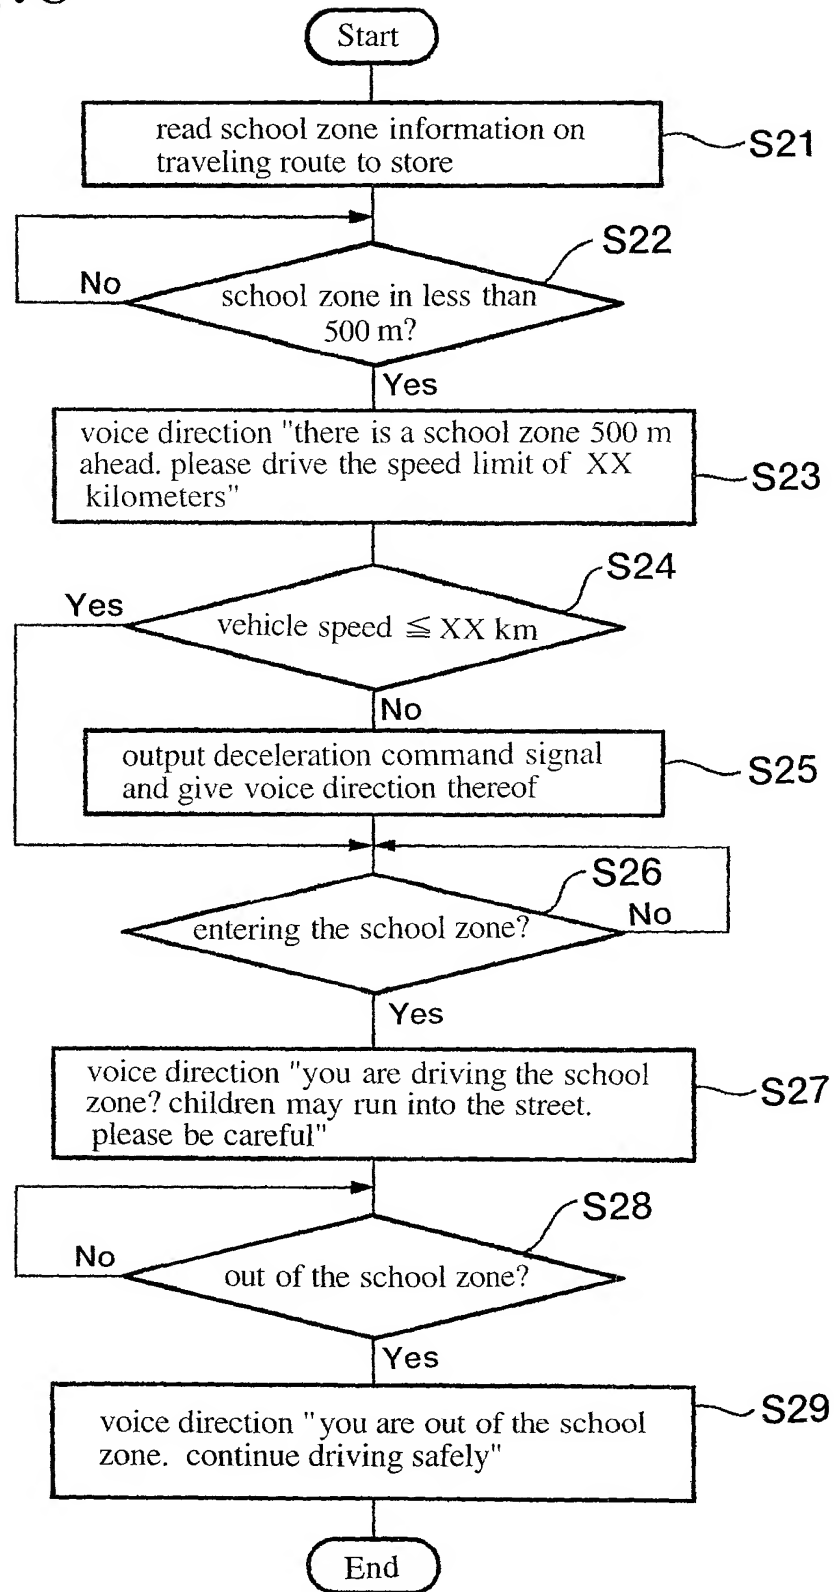 Start
read school zone information on
traveling route to store
S21
S22
No
school zone in less than
500 m?
Yes
voice direction "there is a school zone 500 m
ahead. please drive the speed limit of XX
kilometers"
S23
S24
Yes
vehicle speed ≦ XX km
No
output deceleration command signal
and give voice direction thereof
S25
S26
entering the school zone?
No
Yes
voice direction "you are driving the school
zone? children may run into the street.
please be careful"
S27
S28
No
out of the school zone?
Yes
voice direction "you are out of the school
zone. continue driving safely"
S29
End